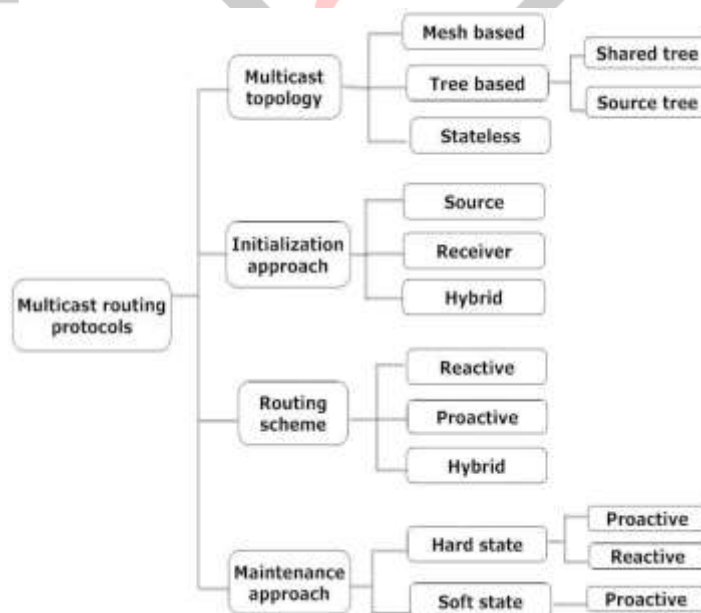 Mesh based
Shared tree
Multicast
topology
Tree based
Source tree
Stateless
Source
Initialization
approach
Receiver
Hybrid
Multicast routing
protocols
Reactive
Routing
scheme
Proactive
Hybrid
Proactive
Hard state
Reactive
Maintenance
approach
Soft state
Proactive